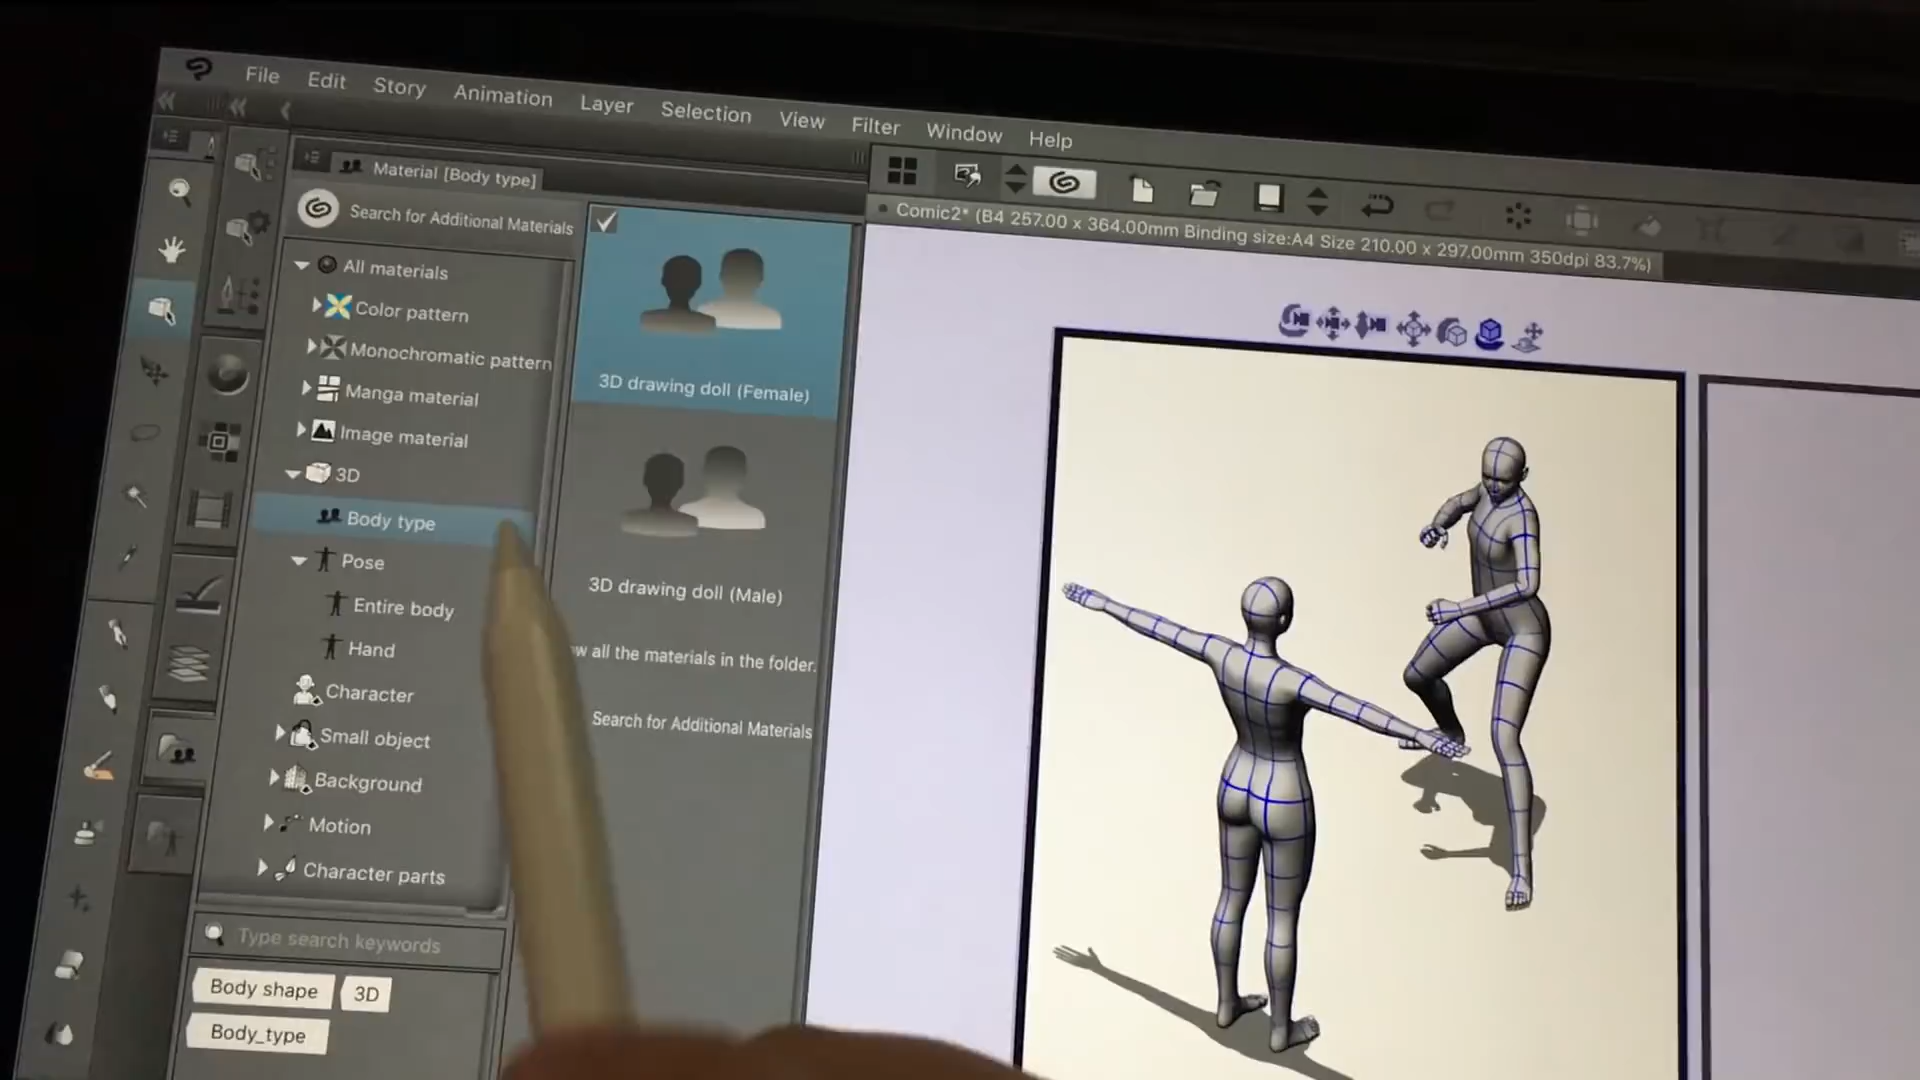 File Edit Story Animation Layer Selection View Filter Window Help
Material [Body type]
Search for Additional Materials
All materials
Color pattern
Monochromatic pattern
Manga material
Image material
3D
Body type
Pose
Entire body
Hand
Character
Small object
Background
Motion
Character parts
Type search keywords
Body shape 3D
Body_type
3D drawing doll (Female)
3D drawing doll (Male)
all the materials in the folder.
Search for Additional Materials
Comic2* (B4 257.00 x 364.00mm Binding size:A4 Size 210.00 x 297.00mm 350dpi 83.7%)